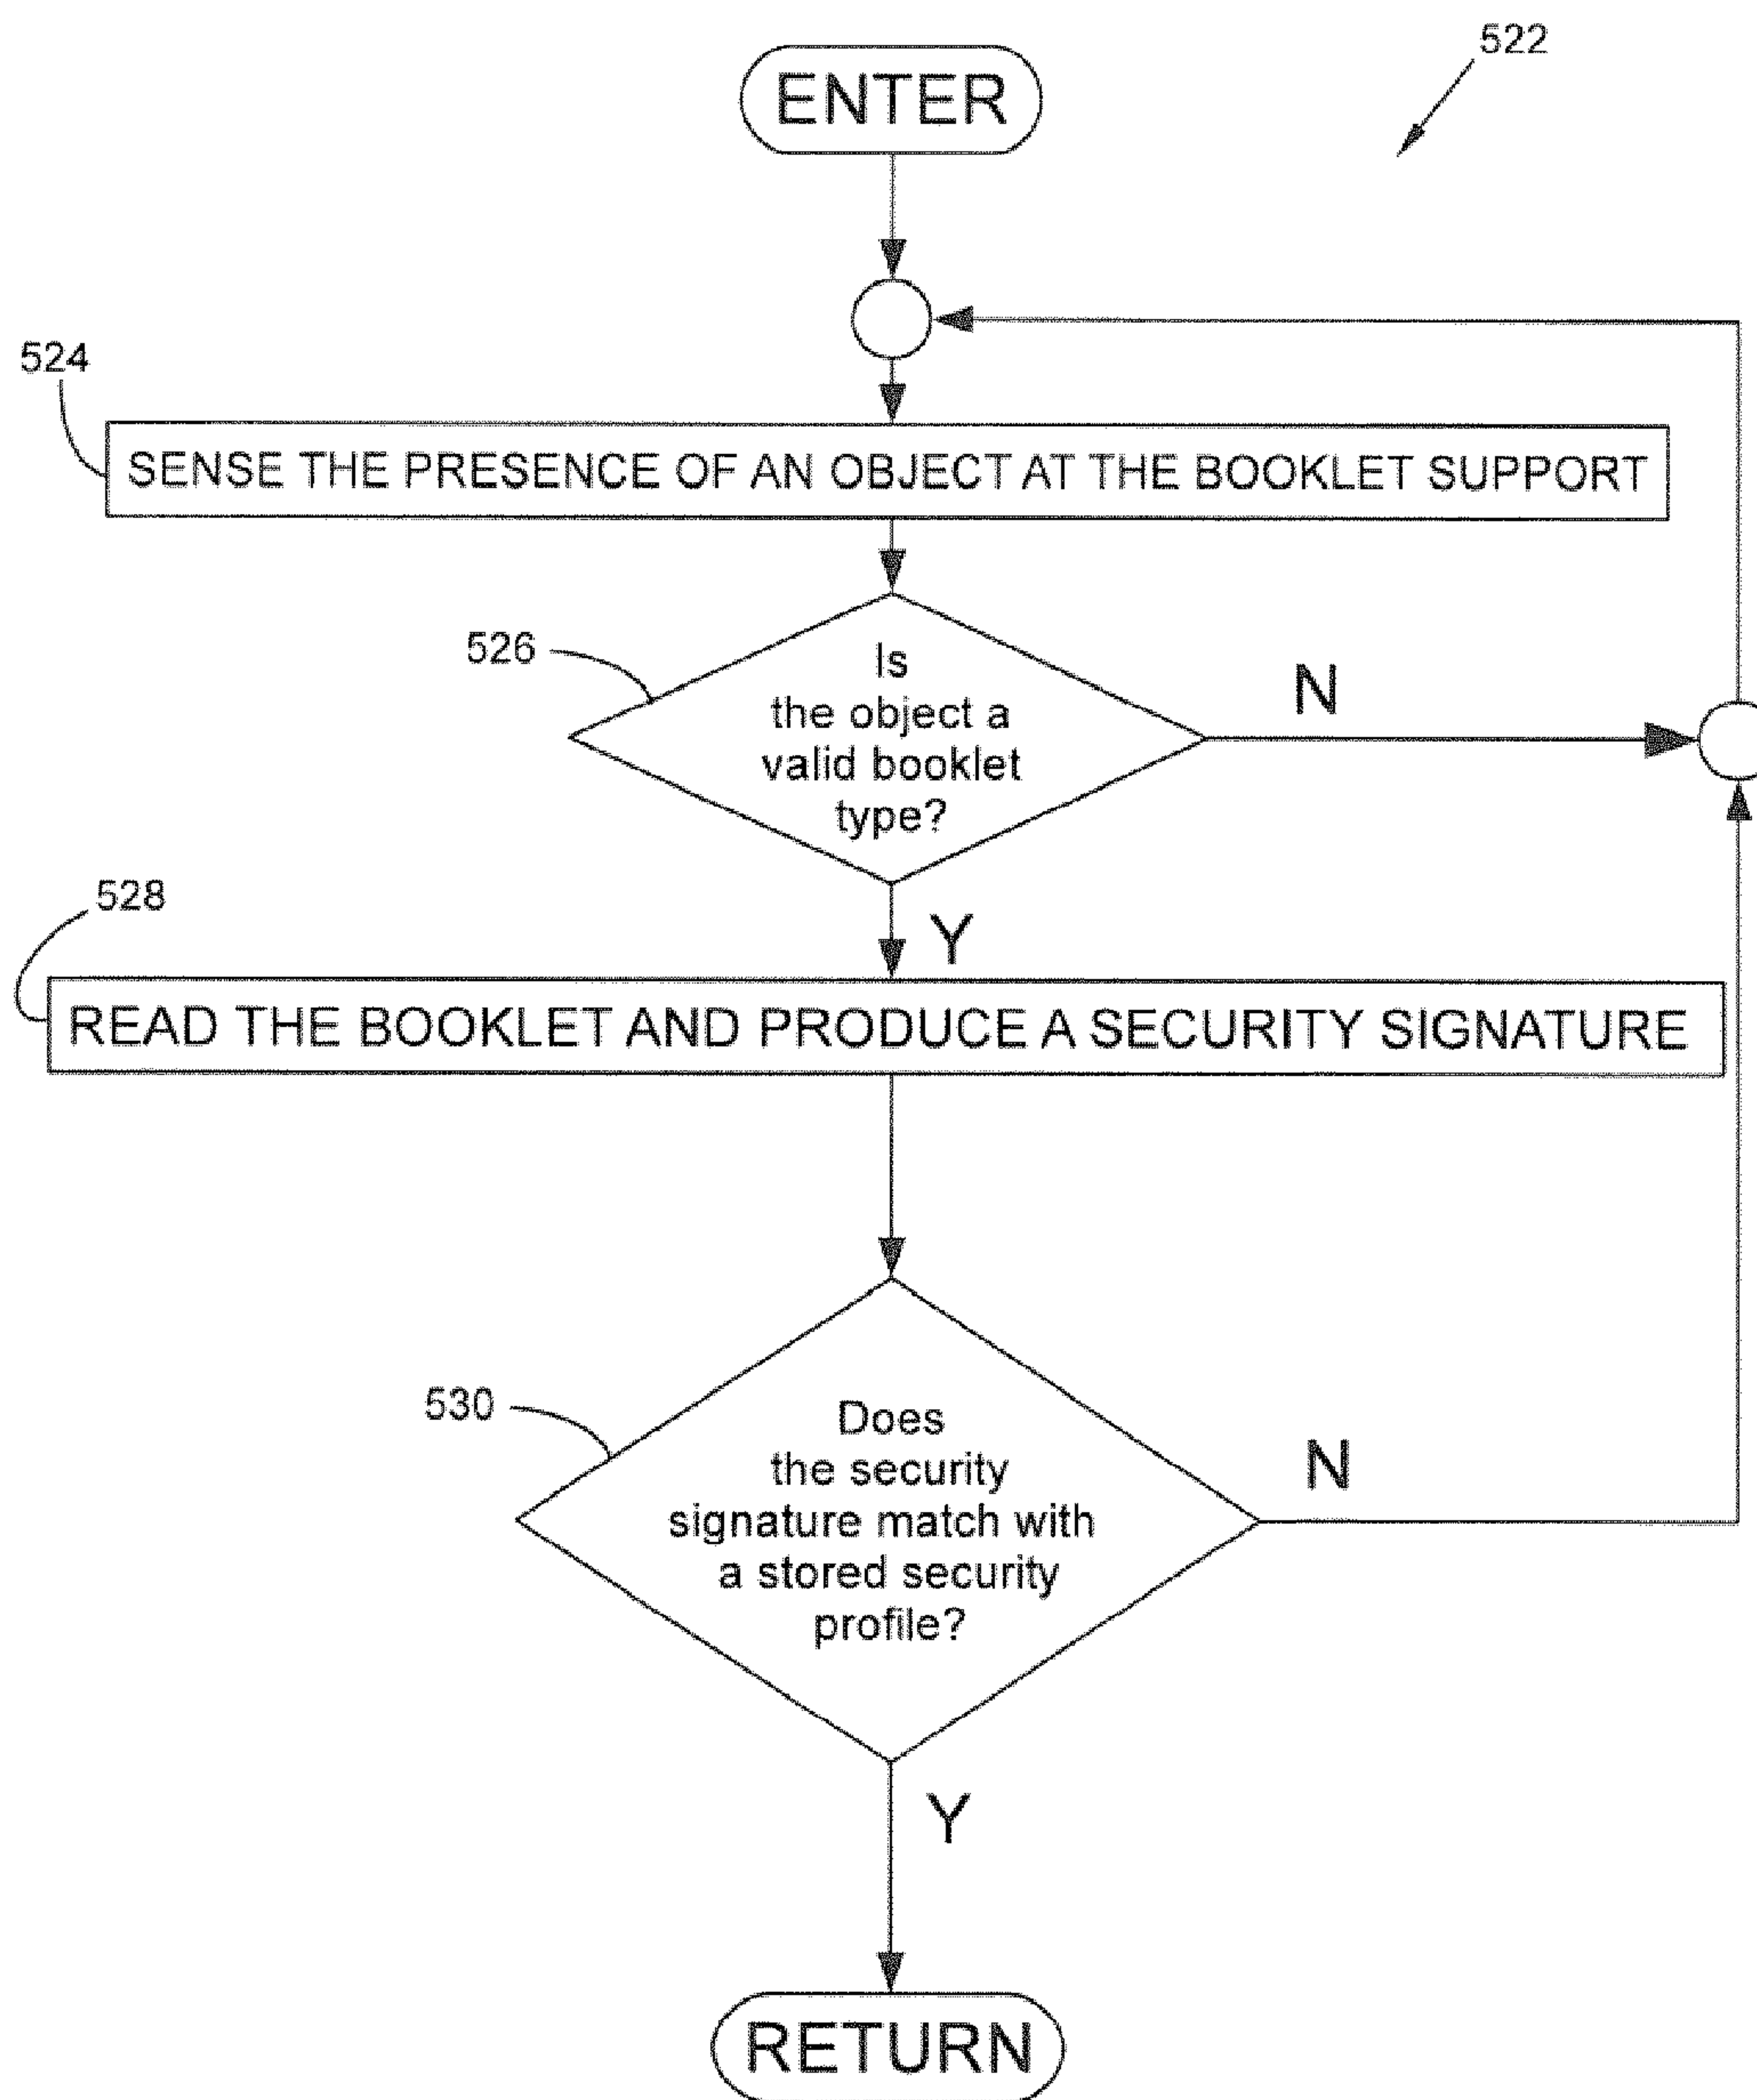 522
ENTER
524
SENSE THE PRESENCE OF AN OBJECT AT THE BOOKLET SUPPORT
526
Is
the object a
valid booklet
type?
N
Y
528
READ THE BOOKLET AND PRODUCE A SECURITY SIGNATURE
530
Does
the security
signature match with
a stored security
profile?
N
Y
RETURN